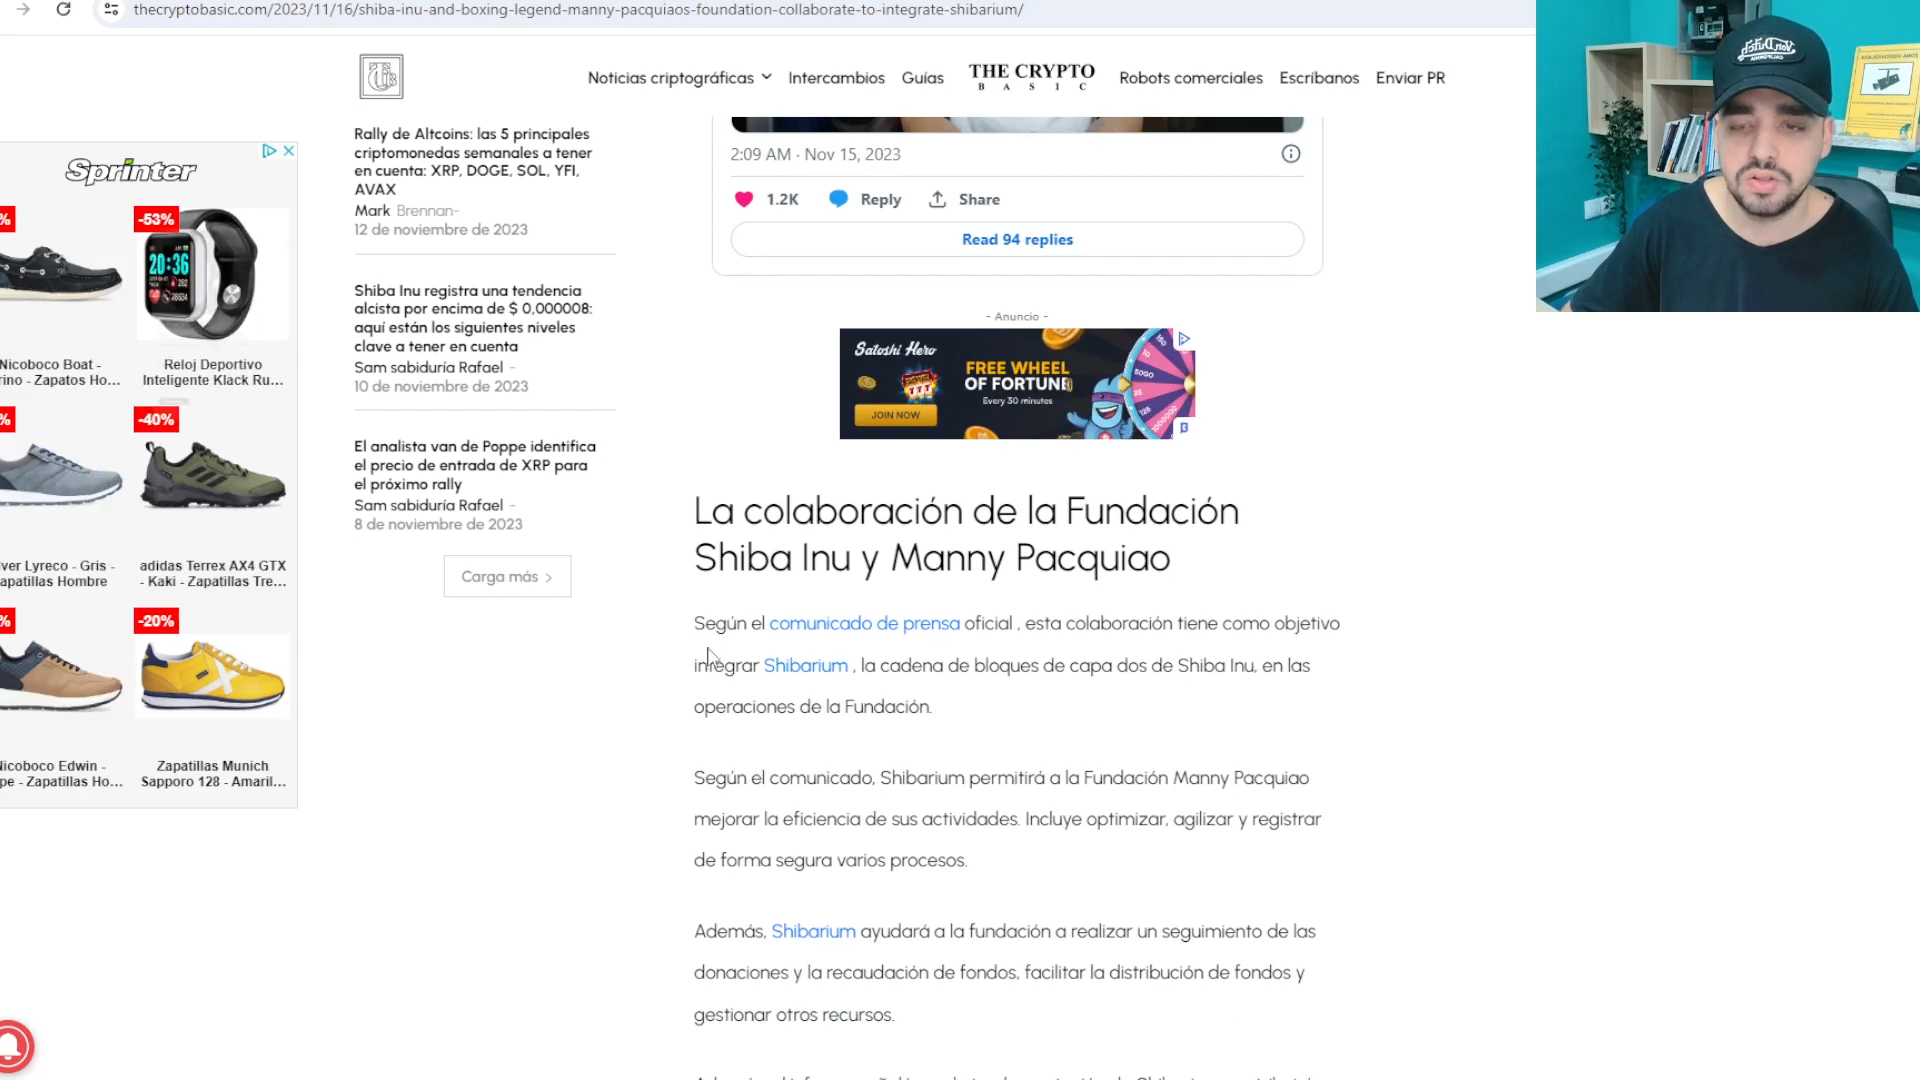 thecryptobasic.com/2023/11/16/shiba-inu-and-boxing-legend-manny-pacquiaos-foundation-collaborate-to-integrate-shibarium/
Noticias criptográficas
Intercambios
Guías
THE CRYPTO
BASIC
Robots comerciales
Escríbanos
Enviar PR
Sprinter
%
-53%
Nicoboco Boat -
rino - Zapatos Ho...
Reloj Deportivo
Inteligente Klack Ru...
%
-40%
ver Lyreco - Gris -
apatillas Hombre
adidas Terrex AX4 GTX
- Kaki - Zapatillas Tre...
%
-20%
Nicoboco Edwin -
pe - Zapatillas Ho...
Zapatillas Munich
Sapporo 128 - Amaril...
Rally de Altcoins: las 5 principales
criptomonedas semanales a tener
en cuenta: XRP, DOGE, SOL, YFI,
AVAX
Mark Brennan-
12 de noviembre de 2023
Shiba Inu registra una tendencia
alcista por encima de $ 0,000008:
aquí están los siguientes niveles
clave a tener en cuenta
Sam sabiduría Rafael -
10 de noviembre de 2023
El analista van de Poppe identifica
el precio de entrada de XRP para
el próximo rally
Sam sabiduría Rafael -
8 de noviembre de 2023
Carga más
2:09 AM · Nov 15, 2023
1.2K
Reply
Share
Read 94 replies
- Anuncio -
Satoshi Hero
JOIN NOW
FREE WHEEL
OF FORTUNE
Every 30 minutes
La colaboración de la Fundación
Shiba Inu y Manny Pacquiao
Según el comunicado de prensa oficial , esta colaboración tiene como objetivo
integrar Shibarium , la cadena de bloques de capa dos de Shiba Inu, en las
operaciones de la Fundación.
Según el comunicado, Shibarium permitirá a la Fundación Manny Pacquiao
mejorar la eficiencia de sus actividades. Incluye optimizar, agilizar y registrar
de forma segura varios procesos.
Además, Shibarium ayudará a la fundación a realizar un seguimiento de las
donaciones y la recaudación de fondos, facilitar la distribución de fondos y
gestionar otros recursos.